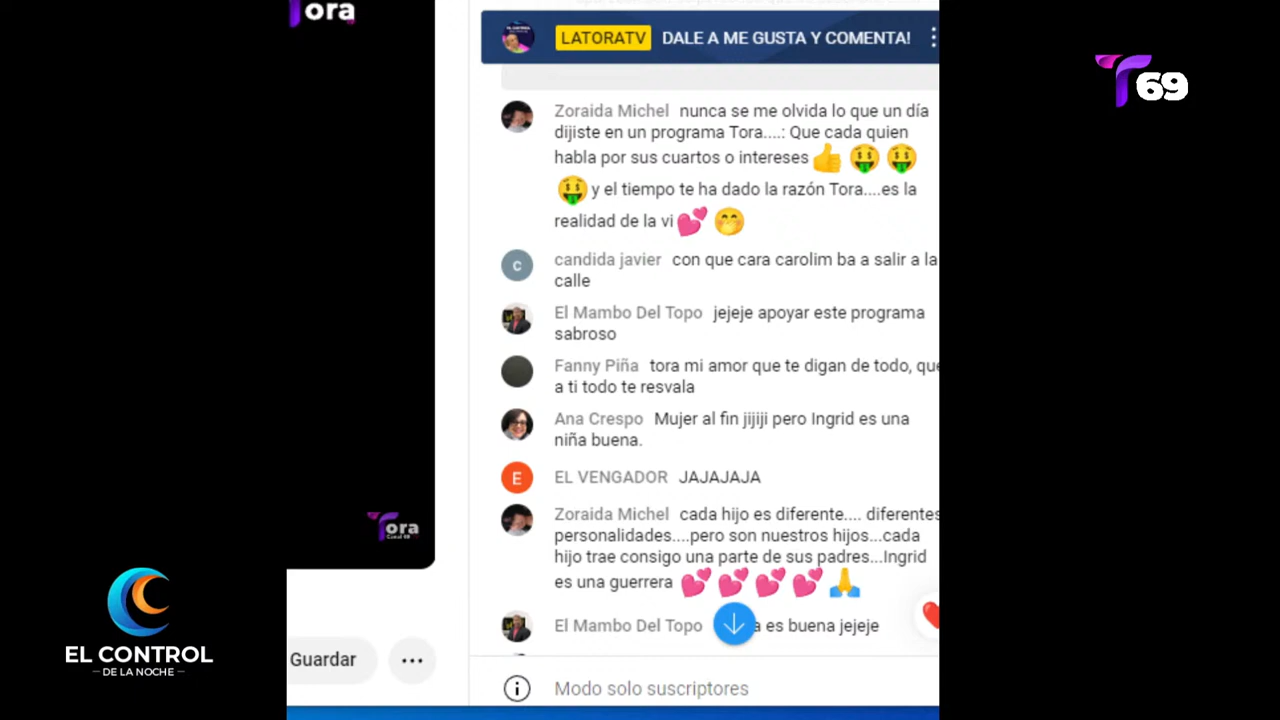 Tora
LATORATV DALE A ME GUSTA Y COMENTA!
T 69
Zoraida Michel nunca se me olvida lo que un día
dijiste en un programa Tora....: Que cada quien
habla por sus cuartos o intereses 👍 🤑 🤑
🤑 y el tiempo te ha dado la razón Tora....es la
realidad de la vi 💕 🤭
C candida javier con que cara carolim ba a salir a la
calle
El Mambo Del Topo jejeje apoyar este programa
sabroso
Fanny Piña tora mi amor que te digan de todo, que
a ti todo te resvala
Ana Crespo Mujer al fin jijiji pero Ingrid es una
niña buena.
E EL VENGADOR JAJAJAJA
Zoraida Michel cada hijo es diferente.... diferentes
personalidades....pero son nuestros hijos...cada
hijo trae consigo una parte de sus padres...Ingrid
es una guerrera 💕 💕 💕 💕 🙏
El Mambo Del Topo a es buena jejeje
Tora
Canal 69
EL CONTROL
DE LA NOCHE
Guardar
Modo solo suscriptores